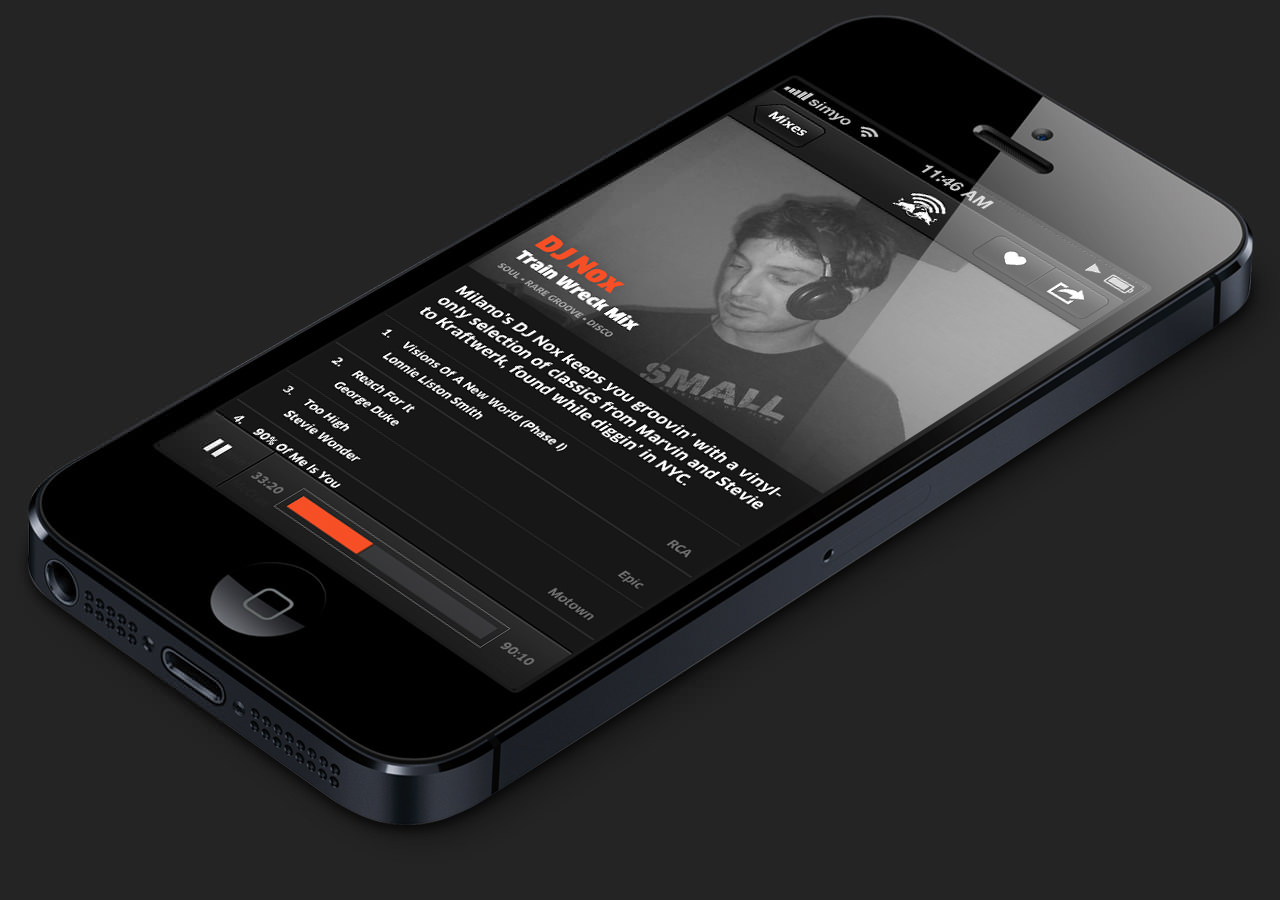 simyo
11:46 AM
Mixes
DJ Nox
Train Wreck Mix
SOUL • RARE GROOVE • DISCO
SMALL
Milano's DJ Nox keeps you groovin' with a vinyl-
only selection of classics from Marvin and Stevie
to Kraftwerk, found while diggin' in NYC.
1. Visions Of A New World (Phase I)
Lonnie Liston Smith
RCA
2. Reach For It
George Duke
Epic
3. Too High
Stevie Wonder
Motown
4. 90% Of Me Is You
33:20
90:10